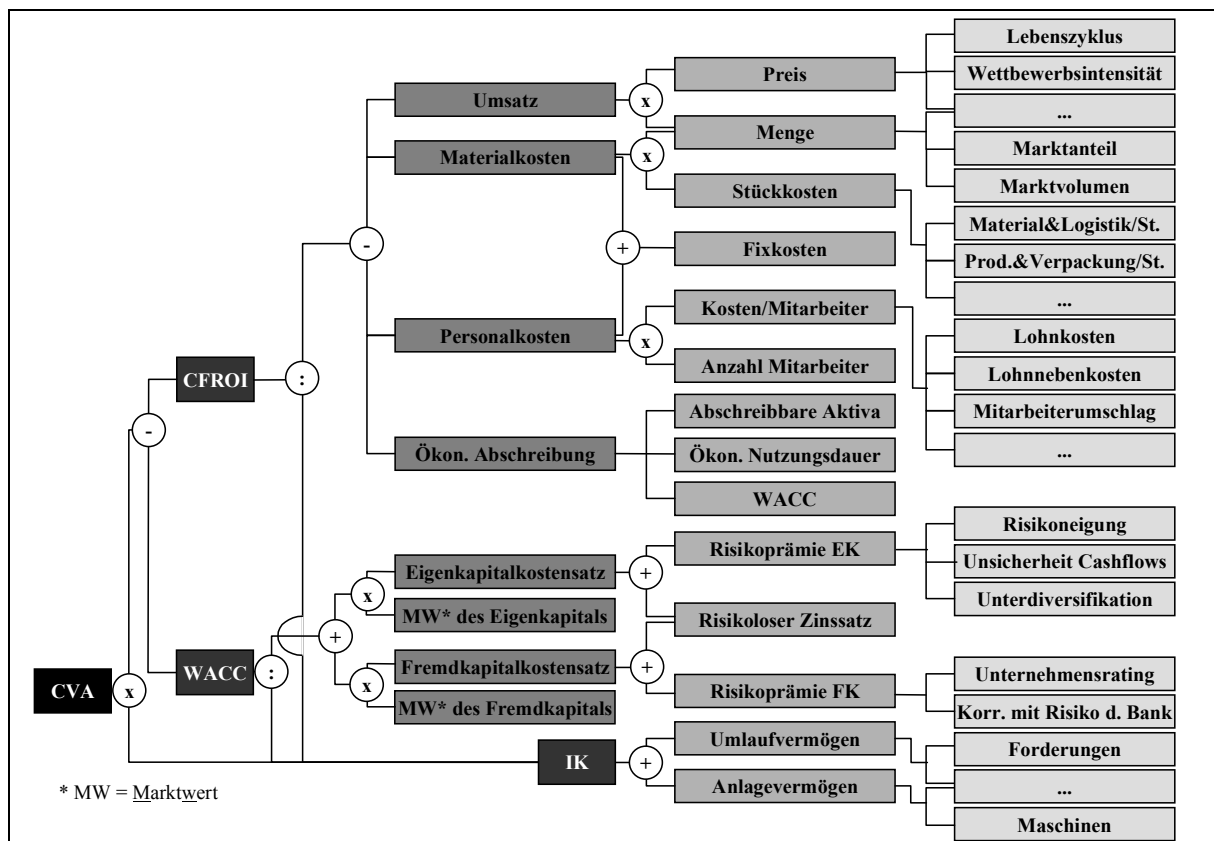 Lebenszyklus
Preis
Wettbewerbsintensität
Umsatz
x
...
Menge
Materialkosten
x
Marktanteil
Stückkosten
Marktvolumen
Material&Logistik/St.
-
+
Fixkosten
Prod.&Verpackung/St.
...
Kosten/Mitarbeiter
Personalkosten
x
Lohnkosten
CFROI
:
Anzahl Mitarbeiter
Lohnnebenkosten
Abschreibbare Aktiva
Mitarbeiterumschlag
-
Ökon. Abschreibung
Ökon. Nutzungsdauer
...
WACC
Risikoneigung
Risikoprämie EK
Eigenkapitalkostensatz
+
Unsicherheit Cashflows
x
MW* des Eigenkapitals
Unterdiversifikation
Risikoloser Zinssatz
+
WACC
:
Fremdkapitalkostensatz
+
Unternehmensrating
x
CVA
x
Risikoprämie FK
MW* des Fremdkapitals
Korr. mit Risiko d. Bank
Umlaufvermögen
Forderungen
IK
+
Anlagevermögen
...
* MW = Marktwert
Maschinen